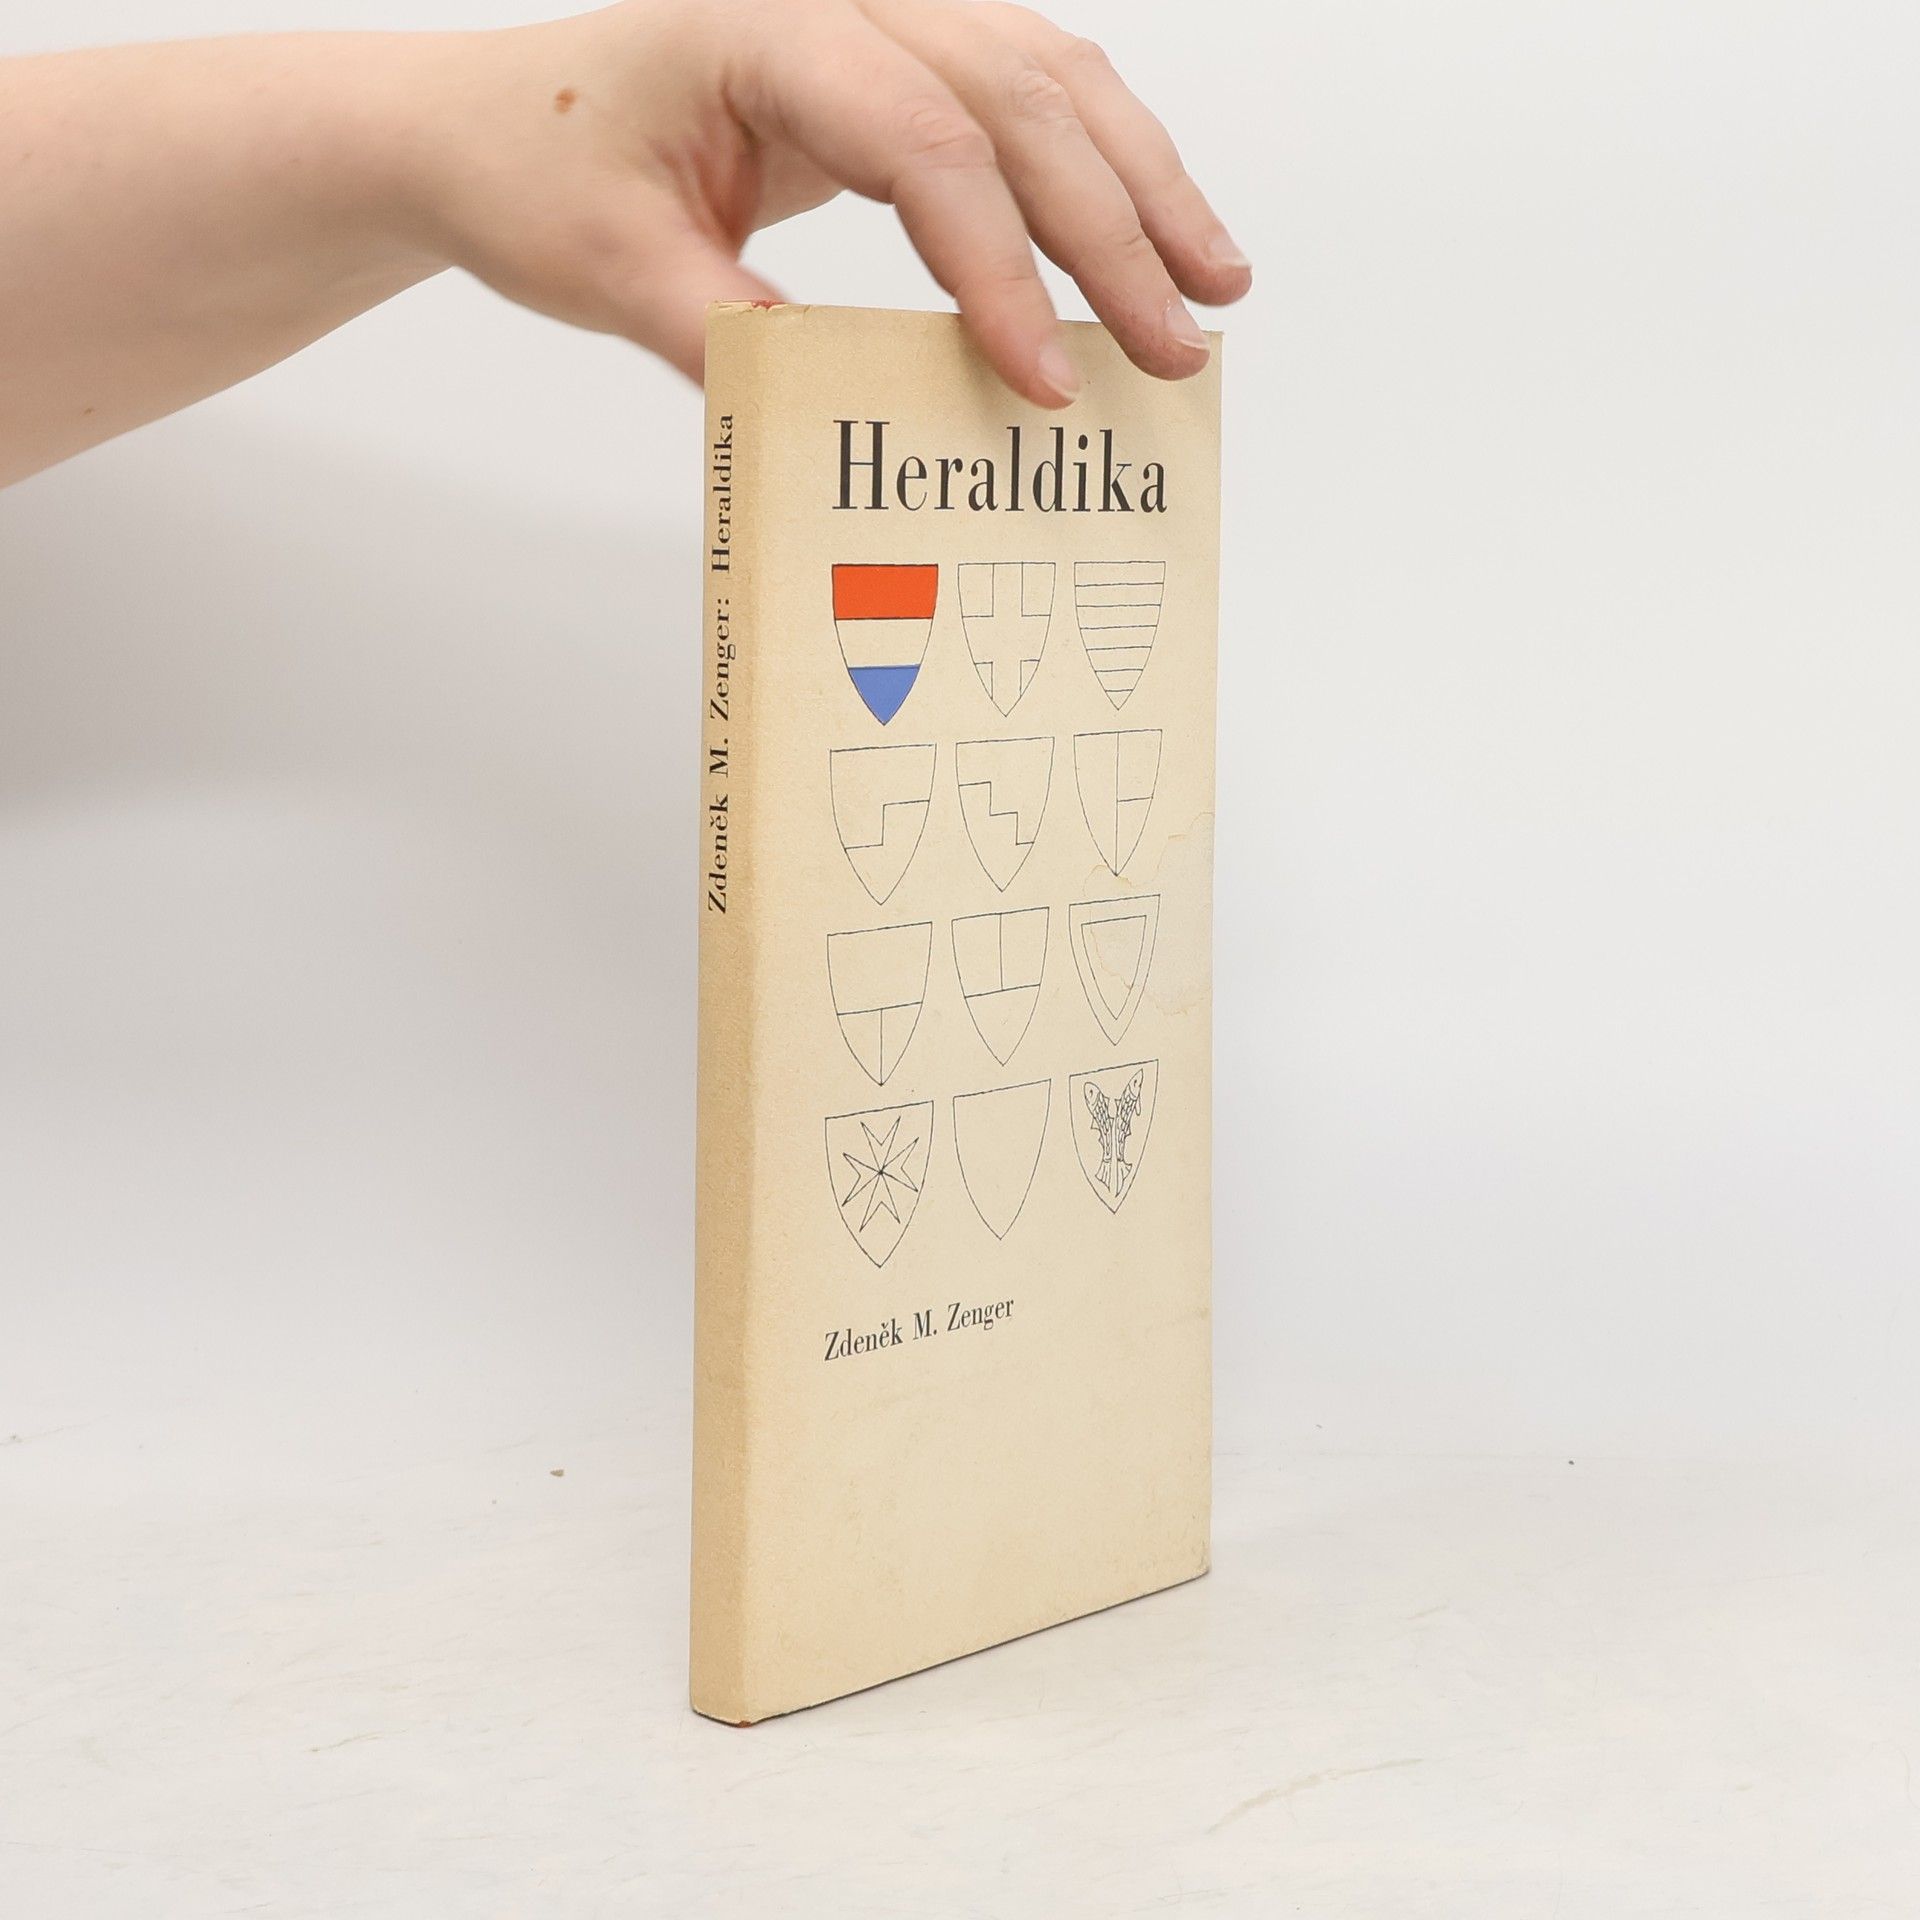 Zdeněk M. Zenger: Heraldika
Heraldika
Zdeněk M. Zenger